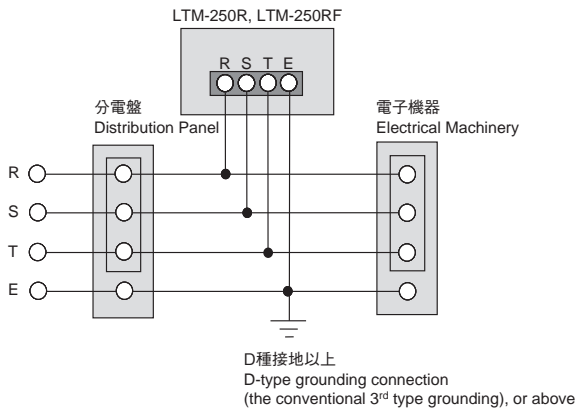 LTM-250R, LTM-250RF
R S T E
分電盤
Distribution Panel
電子機器
Electrical Machinery
R
S
T
E
D種接地以上
D-type grounding connection
(the conventional 3rd type grounding), or above